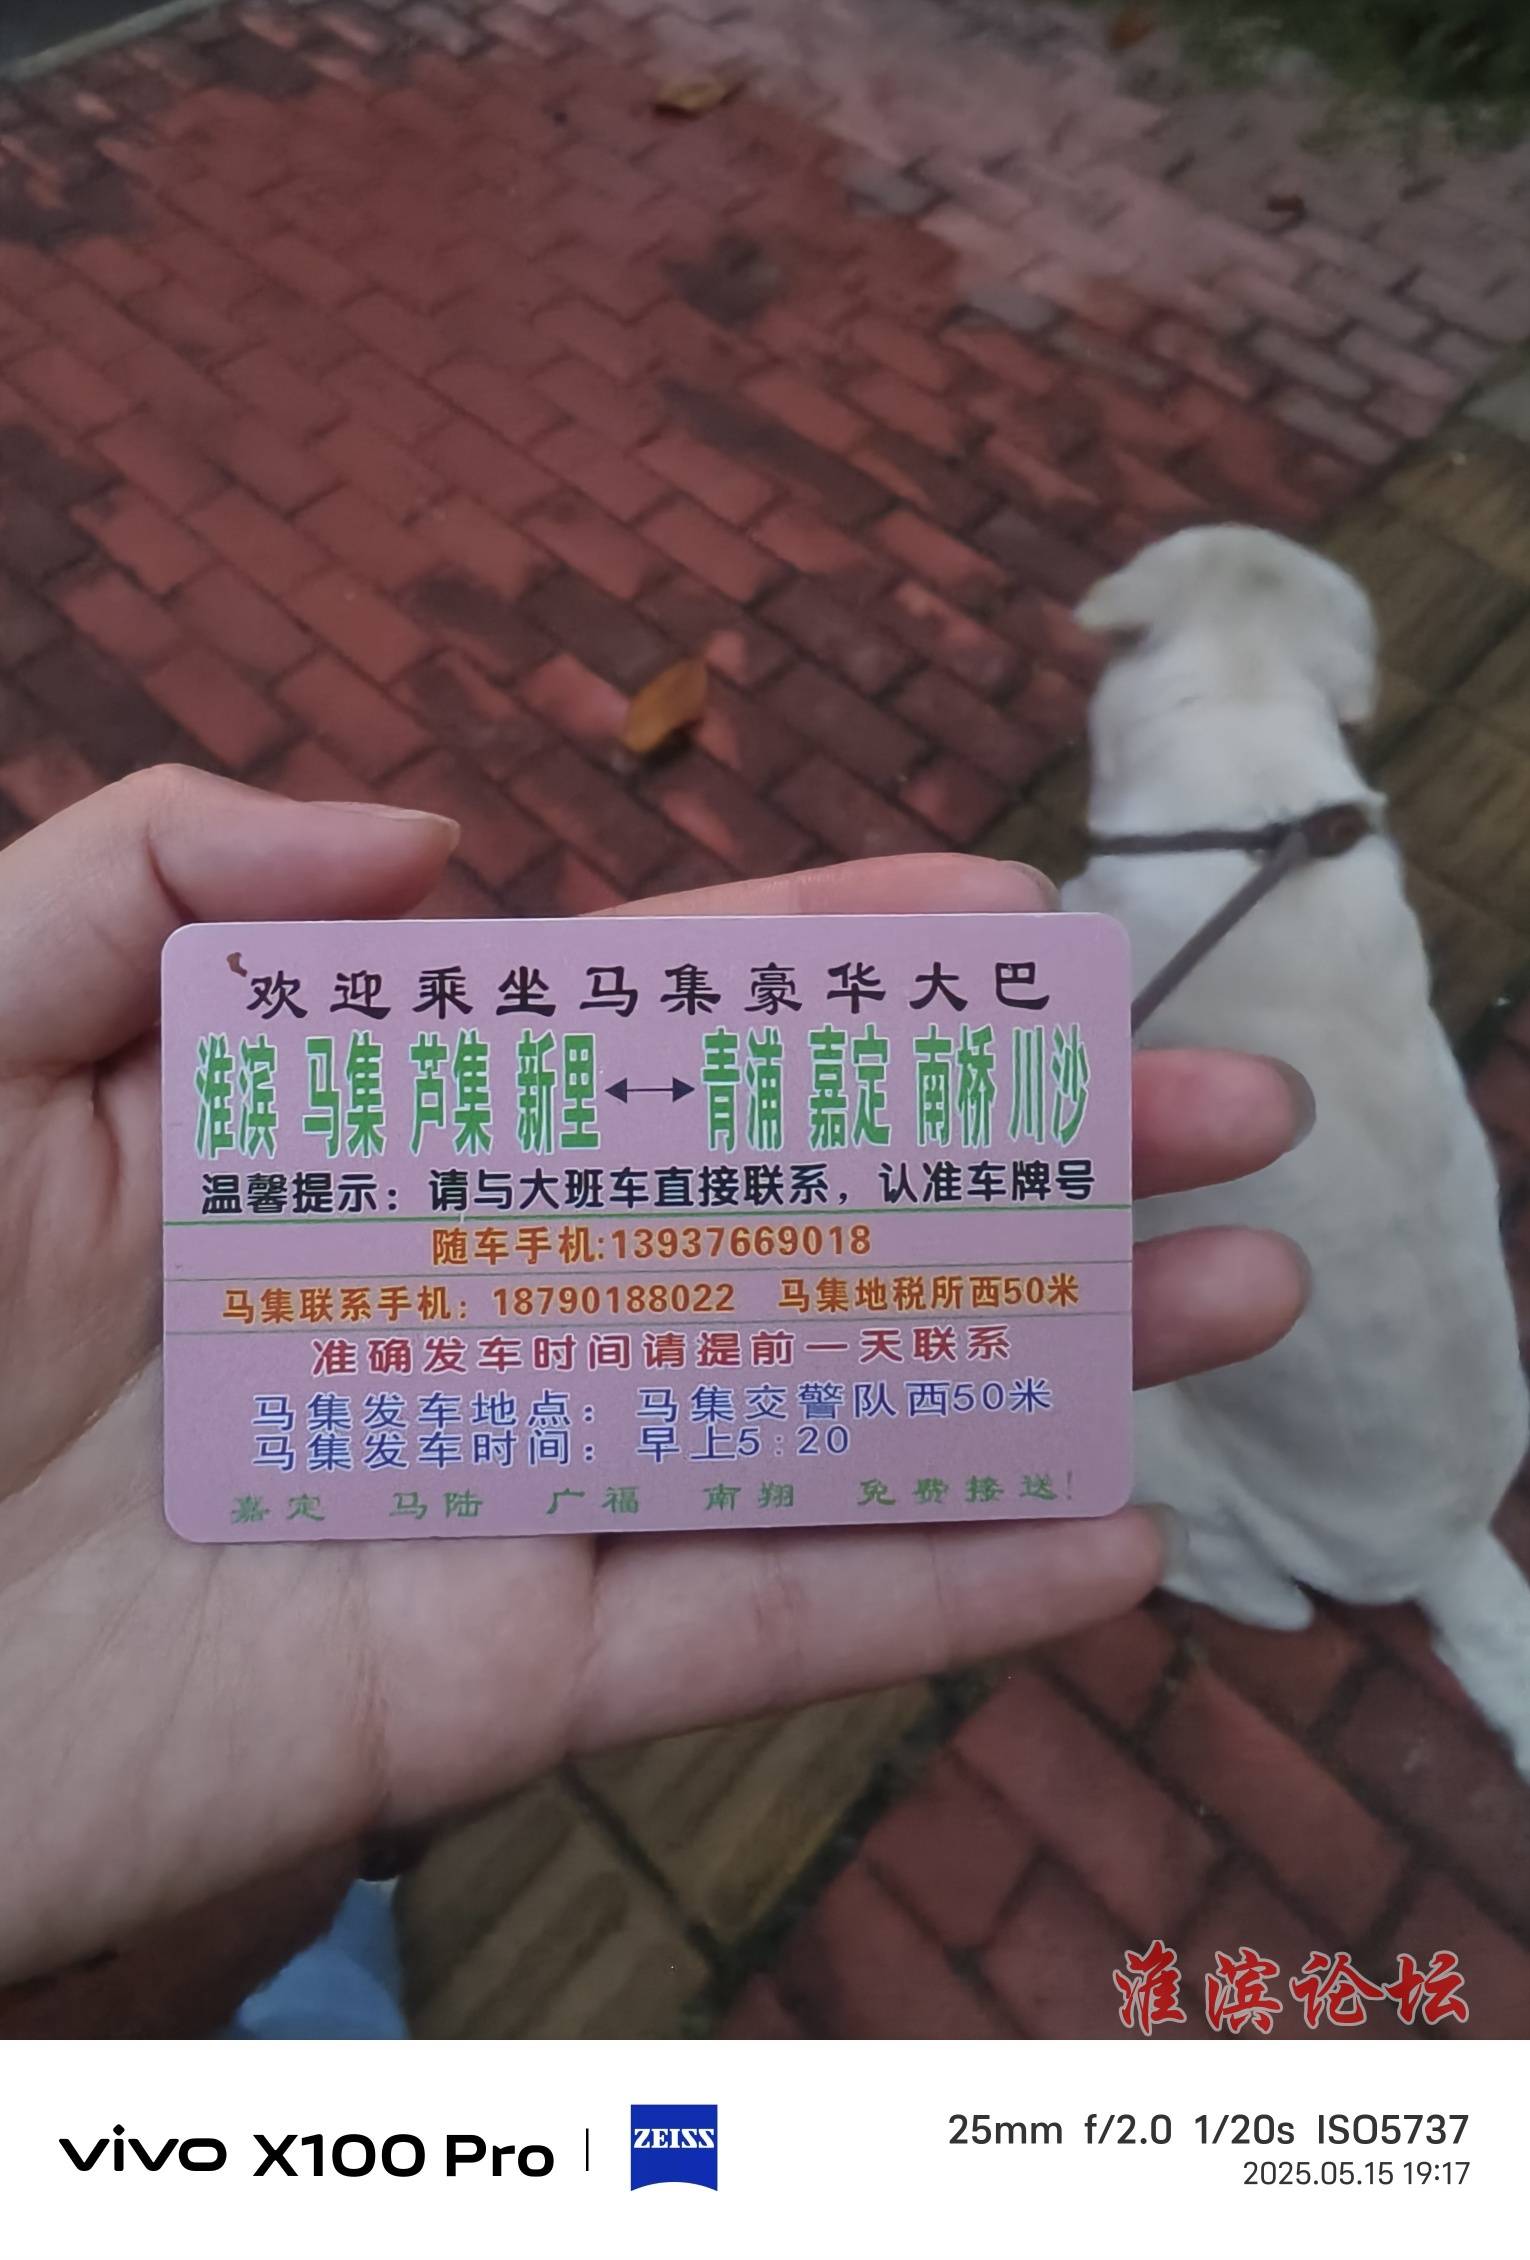 欢迎乘坐马集豪华大巴
淮滨 马集 芦集 新里←→青浦 嘉定 南桥 川沙
温馨提示：请与大班车直接联系，认准车牌号
随车手机:13937669018
马集联系手机：18790188022 马集地税所西50米
准确发车时间请提前一天联系
马集发车地点：马集交警队西50米
马集发车时间：早上5:20
嘉定 马陆 广福 南翔 免费接送!
淮滨论坛
vivo X100 Pro | ZEISS
25mm f/2.0 1/20s ISO5737
2025.05.15 19:17